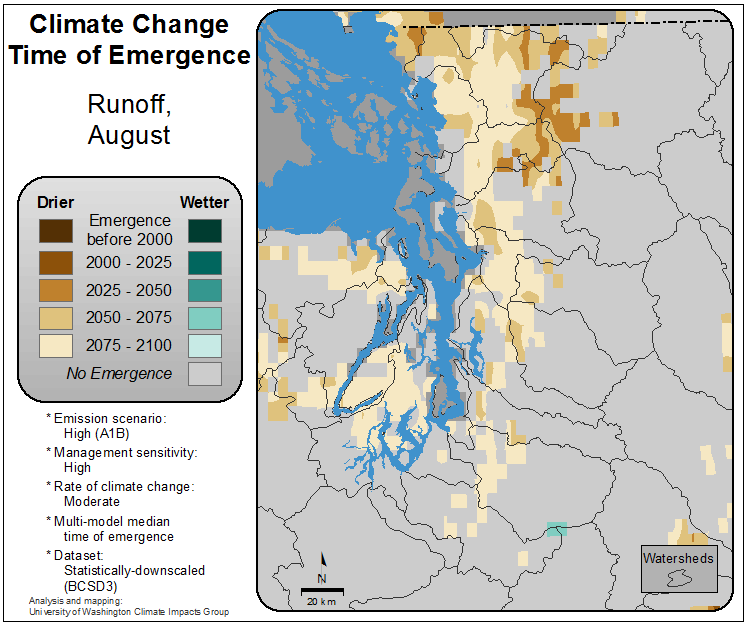 Climate Change
Time of Emergence
Runoff,
August
Drier Wetter
Emergence
before 2000
2000 - 2025
2025 - 2050
2050 - 2075
2075 - 2100
No Emergence
* Emission scenario:
High (A1B)
* Management sensitivity:
High
* Rate of climate change:
Moderate
* Multi-model median
time of emergence
* Dataset:
Statistically-downscaled
(BCSD3)
Analysis and mapping:
University of Washington Climate Impacts Group
N
20 km
Watersheds